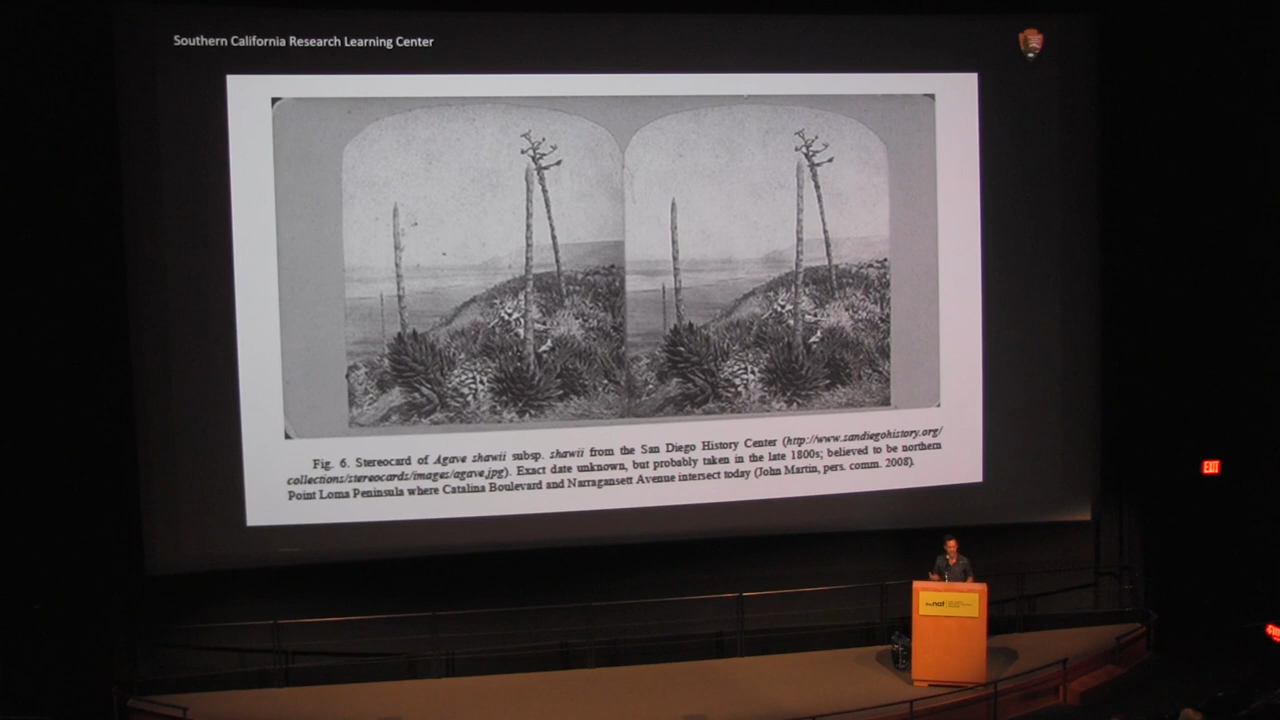 Southern California Research Learning Center
Fig. 6. Stereocard of Agave shawii subsp. shawii from the San Diego History Center (http://www.sandiegohistory.org/
collections/stereocards/images/agave.jpg). Exact date unknown, but probably taken in the late 1800s; believed to be northern
Point Loma Peninsula where Catalina Boulevard and Narragansett Avenue intersect today (John Martin, pers. comm. 2008).
EXIT
the nat